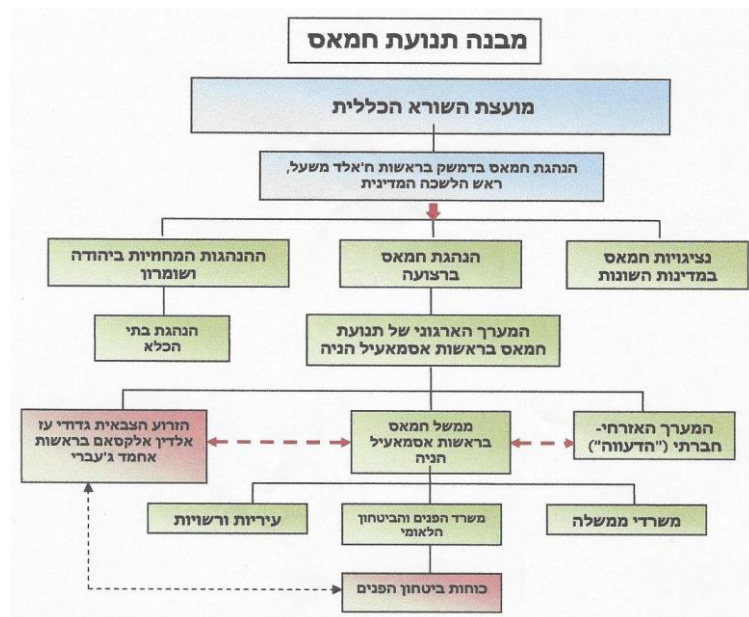 מבנה תנועת חמאס
מועצת השורא הכללית
הנהגת חמאס בדמשק בראשות ח'אלד משעל,
ראש הלשכה המדינית
נציגויות חמאס
במדינות השונות
הנהגת חמאס
ברצועה
ההנהגות המחוזיות ביהודה
ושומרון
המערך הארגוני של תנועת
חמאס בראשות אסמאעיל הניה
הנהגת בתי
הכלא
המערך האזרחי-
חברתי ("הדעווה")
ממשל חמאס
בראשות אסמאעיל
הניה
הזרוע הצבאית גדודי עז
אלדין אלקסאם בראשות
אחמד ג'עברי
משרדי ממשלה
משרד הפנים והביטחון
הלאומי
עיריות ורשויות
כוחות ביטחון הפנים